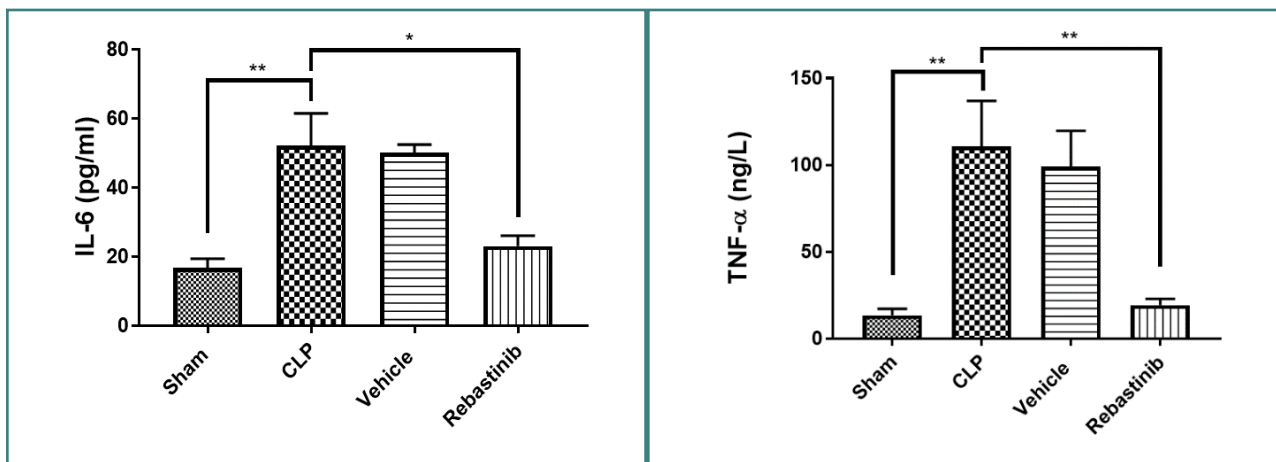 80
60
40
20
0
IL-6 (pg/ml)
**
*
Sham
CLP
Vehicle
Rebastinib
150
100
50
0
TNF-α (ng/L)
**
**
Sham
CLP
Vehicle
Rebastinib